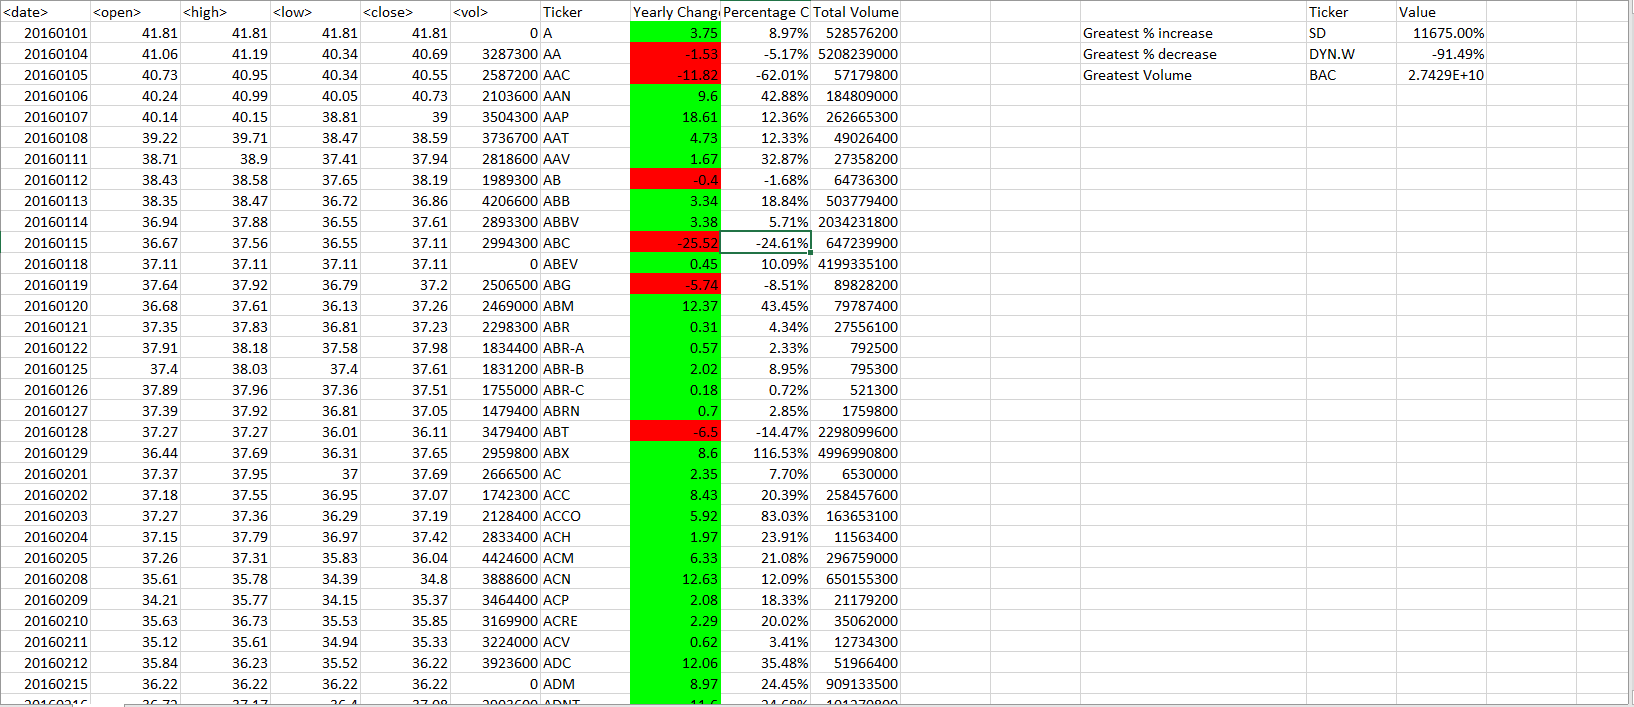 <date> <open> <high> <low> <close> <vol> Ticker Yearly Chang Percentage C Total Volume Ticker Value
20160101 41.81 41.81 41.81 41.81 0 A 3.75 8.97% 528576200 Greatest % increase SD 11675.00%
20160104 41.06 41.19 40.34 40.69 3287300 AA -1.53 -5.17% 5208239000 Greatest % decrease DYN.W -91.49%
20160105 40.73 40.95 40.34 40.55 2587200 AAC -11.82 -62.01% 57179800 Greatest Volume BAC 2.7429E+10
20160106 40.24 40.99 40.05 40.73 2103600 AAN 9.6 42.88% 184809000
20160107 40.14 40.15 38.81 39 3504300 AAP 18.61 12.36% 262665300
20160108 39.22 39.71 38.47 38.59 3736700 AAT 4.73 12.33% 49026400
20160111 38.71 38.9 37.41 37.94 2818600 AAV 1.67 32.87% 27358200
20160112 38.43 38.58 37.65 38.19 1989300 AB -0.4 -1.68% 64736300
20160113 38.35 38.47 36.72 36.86 4206600 ABB 3.34 18.84% 503779400
20160114 36.94 37.88 36.55 37.61 2893300 ABBV 3.38 5.71% 2034231800
20160115 36.67 37.56 36.55 37.11 2994300 ABC -25.52 -24.61% 647239900
20160118 37.11 37.11 37.11 37.11 0 ABEV 0.45 10.09% 4199335100
20160119 37.64 37.92 36.79 37.2 2506500 ABG -5.74 -8.51% 89828200
20160120 36.68 37.61 36.13 37.26 2469000 ABM 12.37 43.45% 79787400
20160121 37.35 37.83 36.81 37.23 2298300 ABR 0.31 4.34% 27556100
20160122 37.91 38.18 37.58 37.98 1834400 ABR-A 0.57 2.33% 792500
20160125 37.4 38.03 37.4 37.61 1831200 ABR-B 2.02 8.95% 795300
20160126 37.89 37.96 37.36 37.51 1755000 ABR-C 0.18 0.72% 521300
20160127 37.39 37.92 36.81 37.05 1479400 ABRN 0.7 2.85% 1759800
20160128 37.27 37.27 36.01 36.11 3479400 ABT -6.5 -14.47% 2298099600
20160129 36.44 37.69 36.31 37.65 2959800 ABX 8.6 116.53% 4996990800
20160201 37.37 37.95 37 37.69 2666500 AC 2.35 7.70% 6530000
20160202 37.18 37.55 36.95 37.07 1742300 ACC 8.43 20.39% 258457600
20160203 37.27 37.36 36.29 37.19 2128400 ACCO 5.92 83.03% 163653100
20160204 37.15 37.79 36.97 37.42 2833400 ACH 1.97 23.91% 11563400
20160205 37.26 37.31 35.83 36.04 4424600 ACM 6.33 21.08% 296759000
20160208 35.61 35.78 34.39 34.8 3888600 ACN 12.63 12.09% 650155300
20160209 34.21 35.77 34.15 35.37 3464400 ACP 2.08 18.33% 21179200
20160210 35.63 36.73 35.53 35.85 3169900 ACRE 2.29 20.02% 35062000
20160211 35.12 35.61 34.94 35.33 3224000 ACV 0.62 3.41% 12734300
20160212 35.84 36.23 35.52 36.22 3923600 ADC 12.06 35.48% 51966400
20160215 36.22 36.22 36.22 36.22 0 ADM 8.97 24.45% 909133500